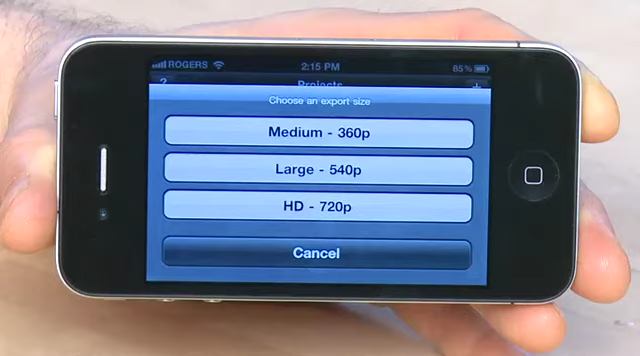 ROGERS 2:15 PM 85%
? Projects +
Choose an export size
Medium - 360p
Large - 540p
HD - 720p
Cancel